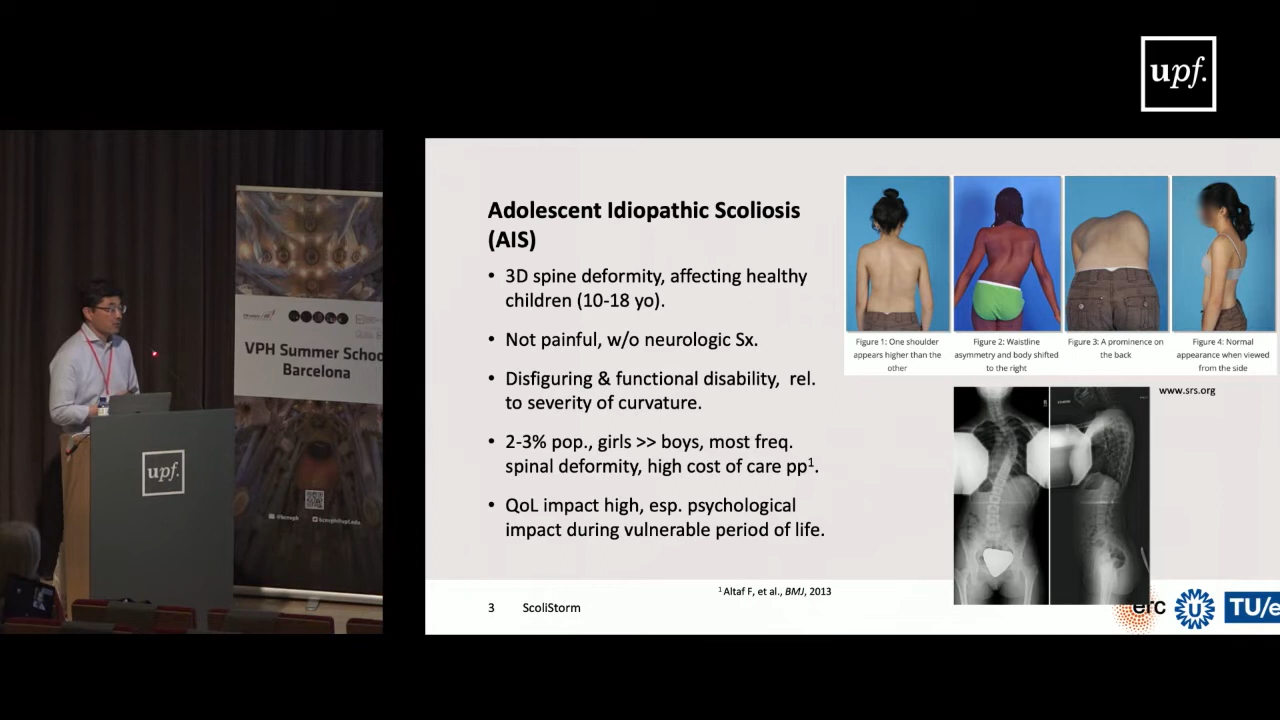 upf.
VPH Summer Schoo
Barcelona
upf.
Adolescent Idiopathic Scoliosis
(AIS)
• 3D spine deformity, affecting healthy
children (10-18 yo).
• Not painful, w/o neurologic Sx.
• Disfiguring & functional disability, rel.
to severity of curvature.
• 2-3% pop., girls >> boys, most freq.
spinal deformity, high cost of care pp¹.
• QoL impact high, esp. psychological
impact during vulnerable period of life.
Figure 1: One shoulder
appears higher than the
other
Figure 2: Waistline
asymmetry and body shifted
to the right
Figure 3: A prominence on
the back
Figure 4: Normal
appearance when viewed
from the side
www.srs.org
¹ Altaf F, et al., BMJ, 2013
3 ScoliStorm
erc
TU/e